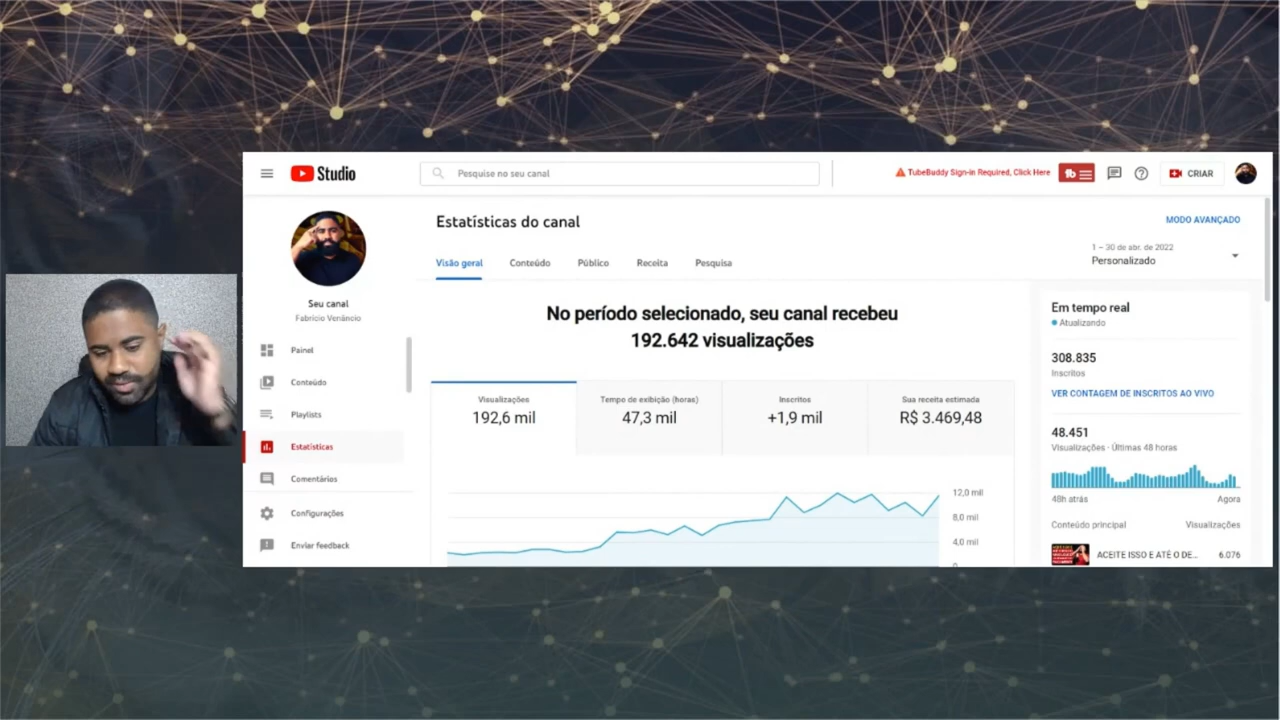 Studio
Pesquise no seu canal
TubeBuddy Sign-in Required, Click Here
tb
CRIAR
Seu canal
Fabrício Venâncio
Painel
Conteúdo
Playlists
Estatísticas
Comentários
Configurações
Enviar feedback
Estatísticas do canal
MODO AVANÇADO
Visão geral
Conteúdo
Público
Receita
Pesquisa
1 – 30 de abr. de 2022
Personalizado
No período selecionado, seu canal recebeu
192.642 visualizações
Visualizações
192,6 mil
Tempo de exibição (horas)
47,3 mil
Inscritos
+1,9 mil
Sua receita estimada
R$ 3.469,48
12,0 mil
8,0 mil
4,0 mil
0
Em tempo real
Atualizando
308.835
Inscritos
VER CONTAGEM DE INSCRITOS AO VIVO
48.451
Visualizações · Últimas 48 horas
48h atrás
Agora
Conteúdo principal
Visualizações
ACEITE ISSO E ATÉ O DE...
6.076